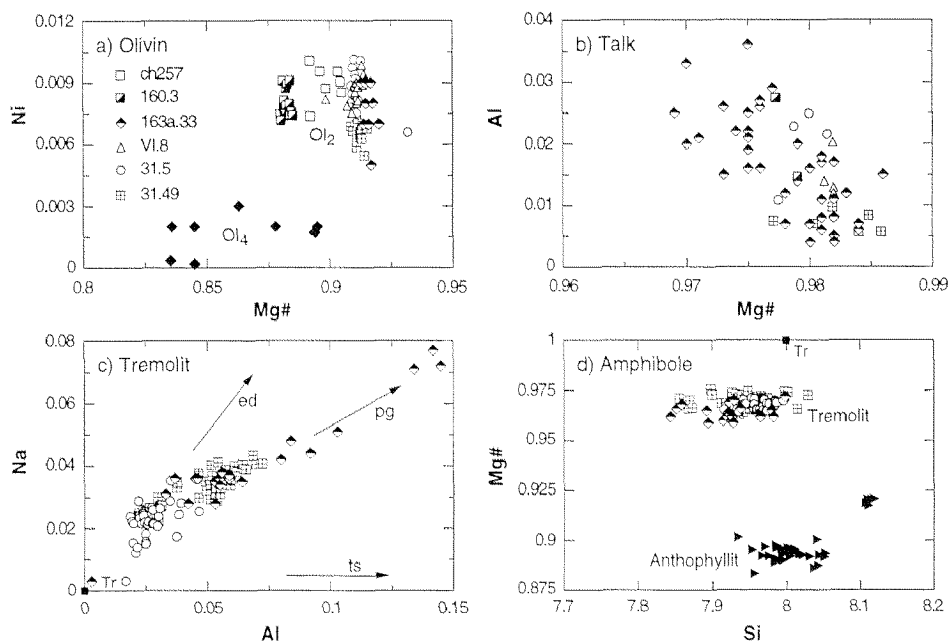 a) Olivin
ch257
160.3
163a.33
VI.8
31.5
31.49
Ol2
Ol4
Ni
0.012
0.009
0.006
0.003
0
0.8
0.85
0.9
0.95
Mg#
b) Talk
Al
0.04
0.03
0.02
0.01
0
0.96
0.97
0.98
0.99
Mg#
c) Tremolit
ed
pg
ts
Tr
Na
0.08
0.06
0.04
0.02
0
0
0.05
0.1
0.15
Al
d) Amphibole
Tr
Tremolit
Anthophyllit
Mg#
1
0.975
0.95
0.925
0.9
0.875
7.7
7.8
7.9
8
8.1
8.2
Si